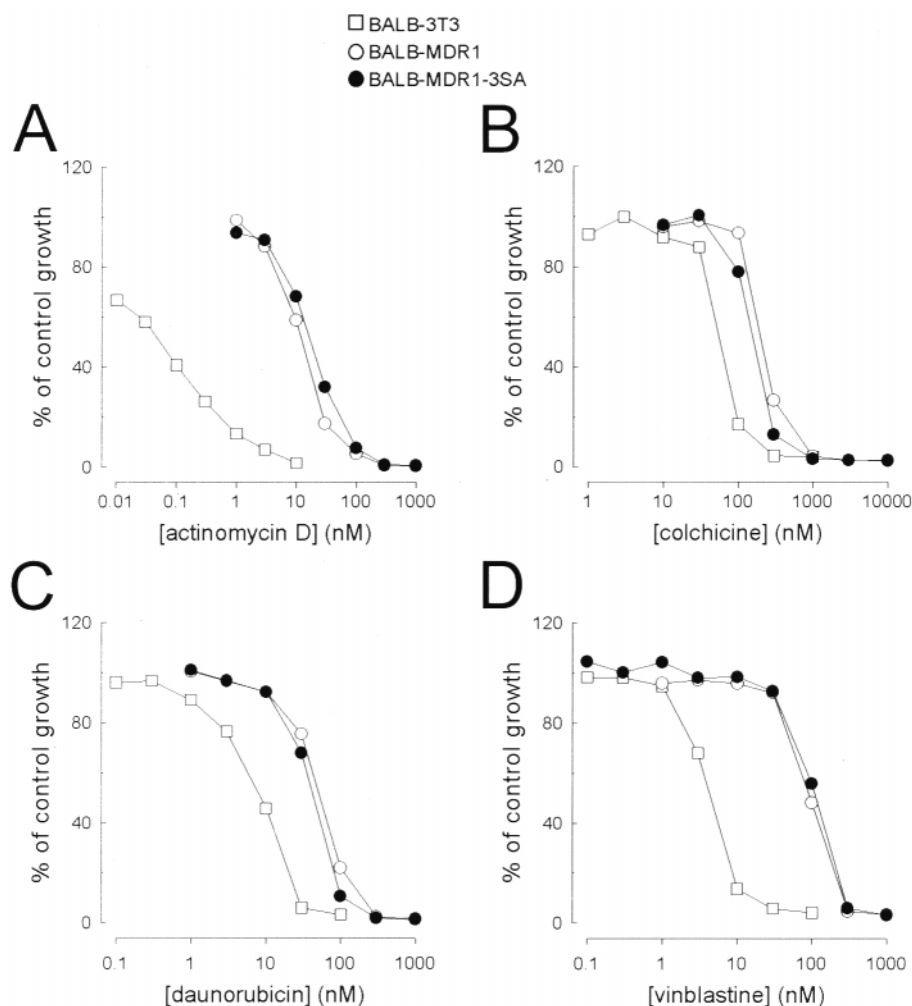 BALB-3T3
BALB-MDR1
BALB-MDR1-3SA
A
120
80
40
0
% of control growth
0.01 0.1 1 10 100 1000
[actinomycin D] (nM)
B
120
80
40
0
% of control growth
1 10 100 1000 10000
[colchicine] (nM)
C
120
80
40
0
% of control growth
0.1 1 10 100 1000
[daunorubicin] (nM)
D
120
80
40
0
% of control growth
0.1 1 10 100 1000
[vinblastine] (nM)